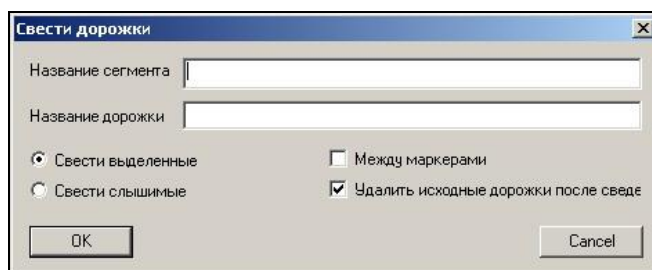 Свести дорожки
Название сегмента
Название дорожки
Свести выделенные
Между маркерами
Свести слышимые
Удалить исходные дорожки после сведе
OK
Cancel